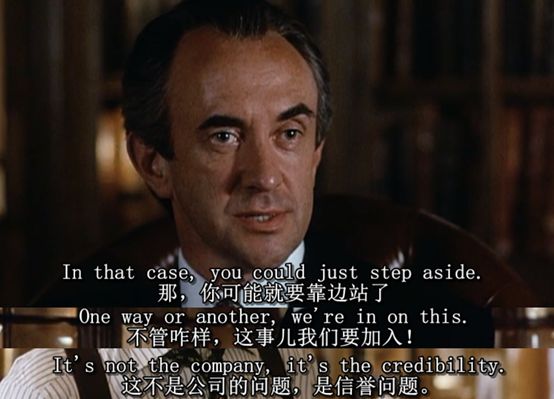 In that case, you could just step aside.
那，你可能就要靠边站了
One way or another, we're in on this.
不管咋样，这事儿我们要加入！
It's not the company, it's the credibility.
这不是公司的问题，是信誉问题。